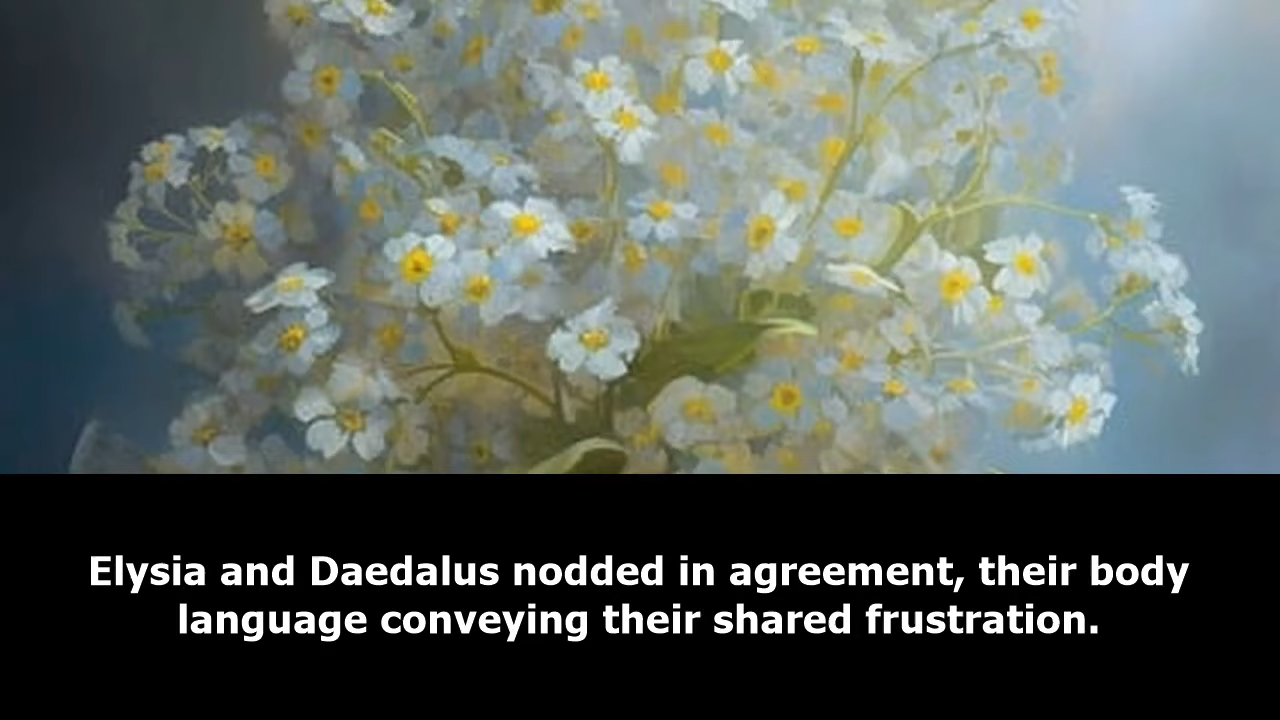 Elysia and Daedalus nodded in agreement, their body
language conveying their shared frustration.